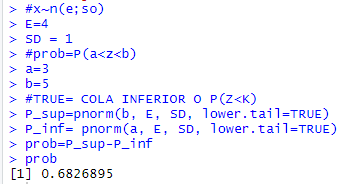 > #x~n(e;so)
> E=4
> SD = 1
> #prob=P(a<z<b)
> a=3
> b=5
> #TRUE= COLA INFERIOR O P(Z<K)
> P_sup=pnorm(b, E, SD, lower.tail=TRUE)
> P_inf= pnorm(a, E, SD, lower.tail=TRUE)
> prob=P_sup-P_inf
> prob
[1] 0.6826895